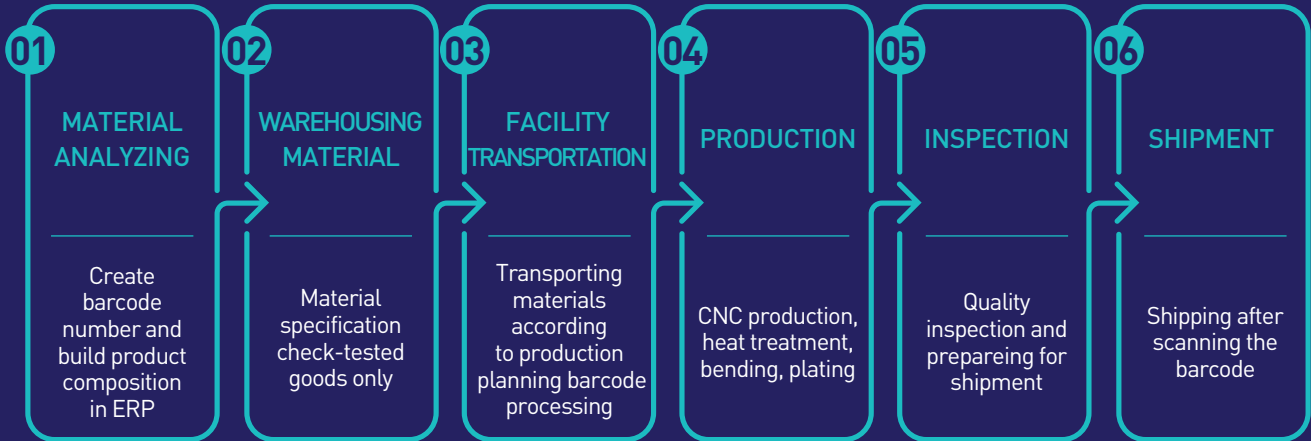 01
MATERIAL
ANALYZING
Create
barcode
number and
build product
composition
in ERP
02
WAREHOUSING
MATERIAL
Material
specification
check-tested
goods only
03
FACILITY
TRANSPORTATION
Transporting
materials
according
to production
planning barcode
processing
04
PRODUCTION
CNC production,
heat treatment,
bending, plating
05
INSPECTION
Quality
inspection and
prepareing for
shipment
06
SHIPMENT
Shipping after
scanning the
barcode